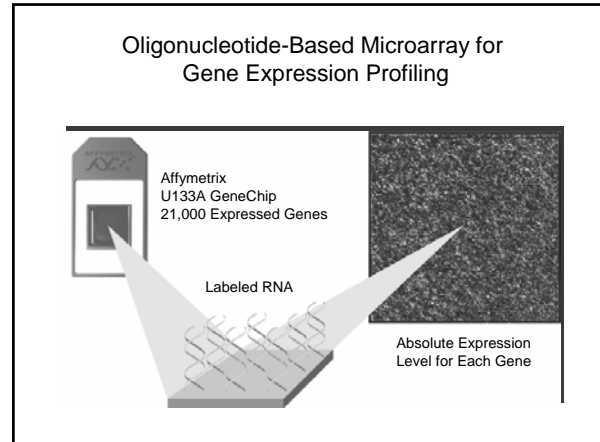 Oligonucleotide-Based Microarray for
Gene Expression Profiling
AFFYMETRIX
Affymetrix
U133A GeneChip
21,000 Expressed Genes
Labeled RNA
Absolute Expression
Level for Each Gene